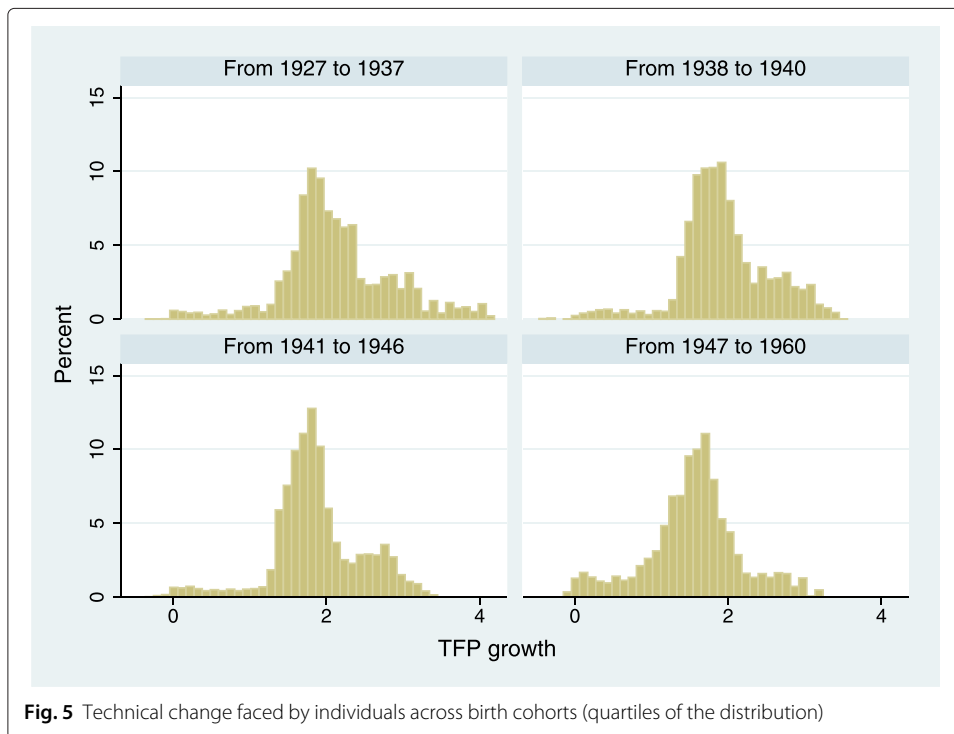 From 1927 to 1937
From 1938 to 1940
15
10
5
0
From 1941 to 1946
From 1947 to 1960
15
10
5
0
Percent
0 2 4
0 2 4
TFP growth
Fig. 5 Technical change faced by individuals across birth cohorts (quartiles of the distribution)